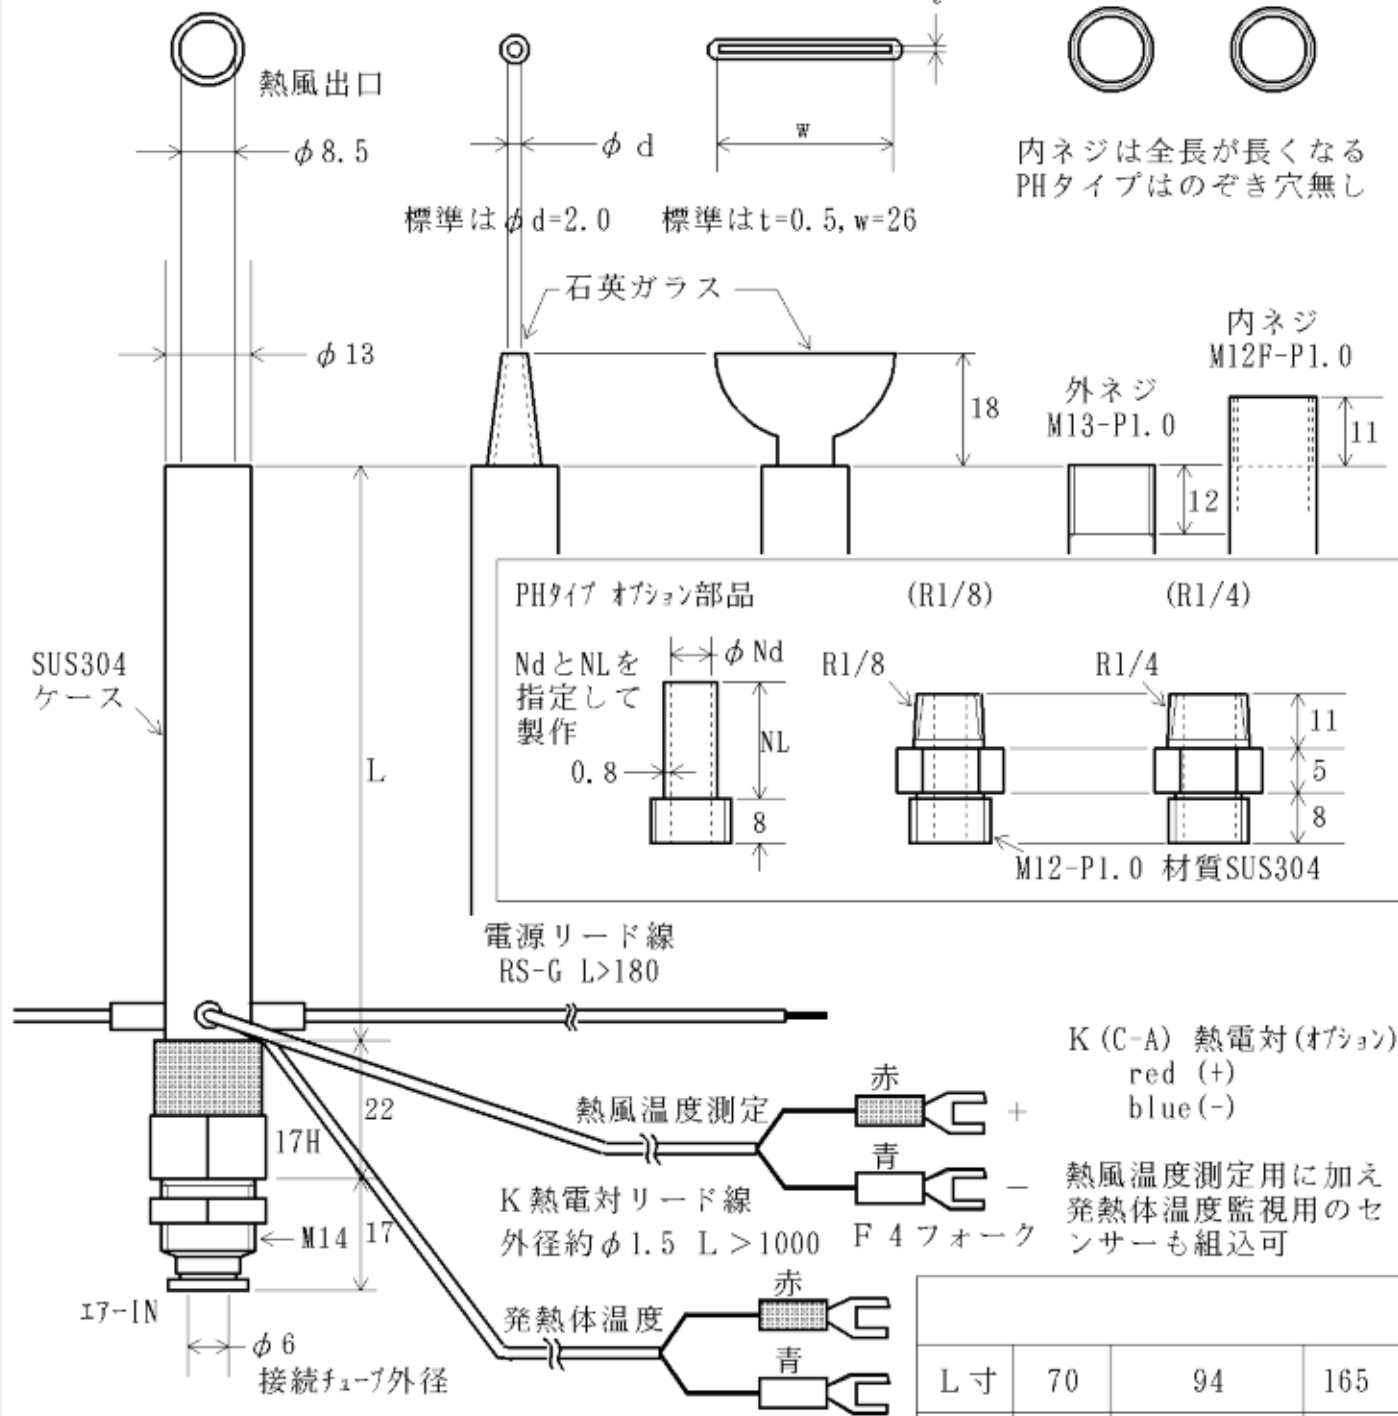 熱風出口
φ8.5
φ d
w
標準はφd=2.0
標準はt=0.5,w=26
内ネジは全長が長くなる
PHタイプはのぞき穴無し
石英ガラス
φ13
18
外ネジ
M13-P1.0
12
内ネジ
M12F-P1.0
11
SUS304
ケース
L
PHﾀｲﾌﾟ ｵﾌﾟｼｮﾝ部品
(R1/8)
(R1/4)
NdとNLを
指定して
製作
φNd
NL
0.8
8
R1/8
R1/4
11
5
8
M12-P1.0 材質SUS304
電源リード線
RS-G L>180
22
17H
M14
17
ｴｱｰIN
φ6
接続ﾁｭｰﾌﾞ外径
熱風温度測定
赤
+
青
−
K熱電対リード線
外径約φ1.5 L＞1000
F4フォーク
K(C-A) 熱電対(ｵﾌﾟｼｮﾝ)
red (+)
blue(-)
熱風温度測定用に加え
発熱体温度監視用のセ
ンサーも組込可
発熱体温度
赤
青
L寸 70 94 165